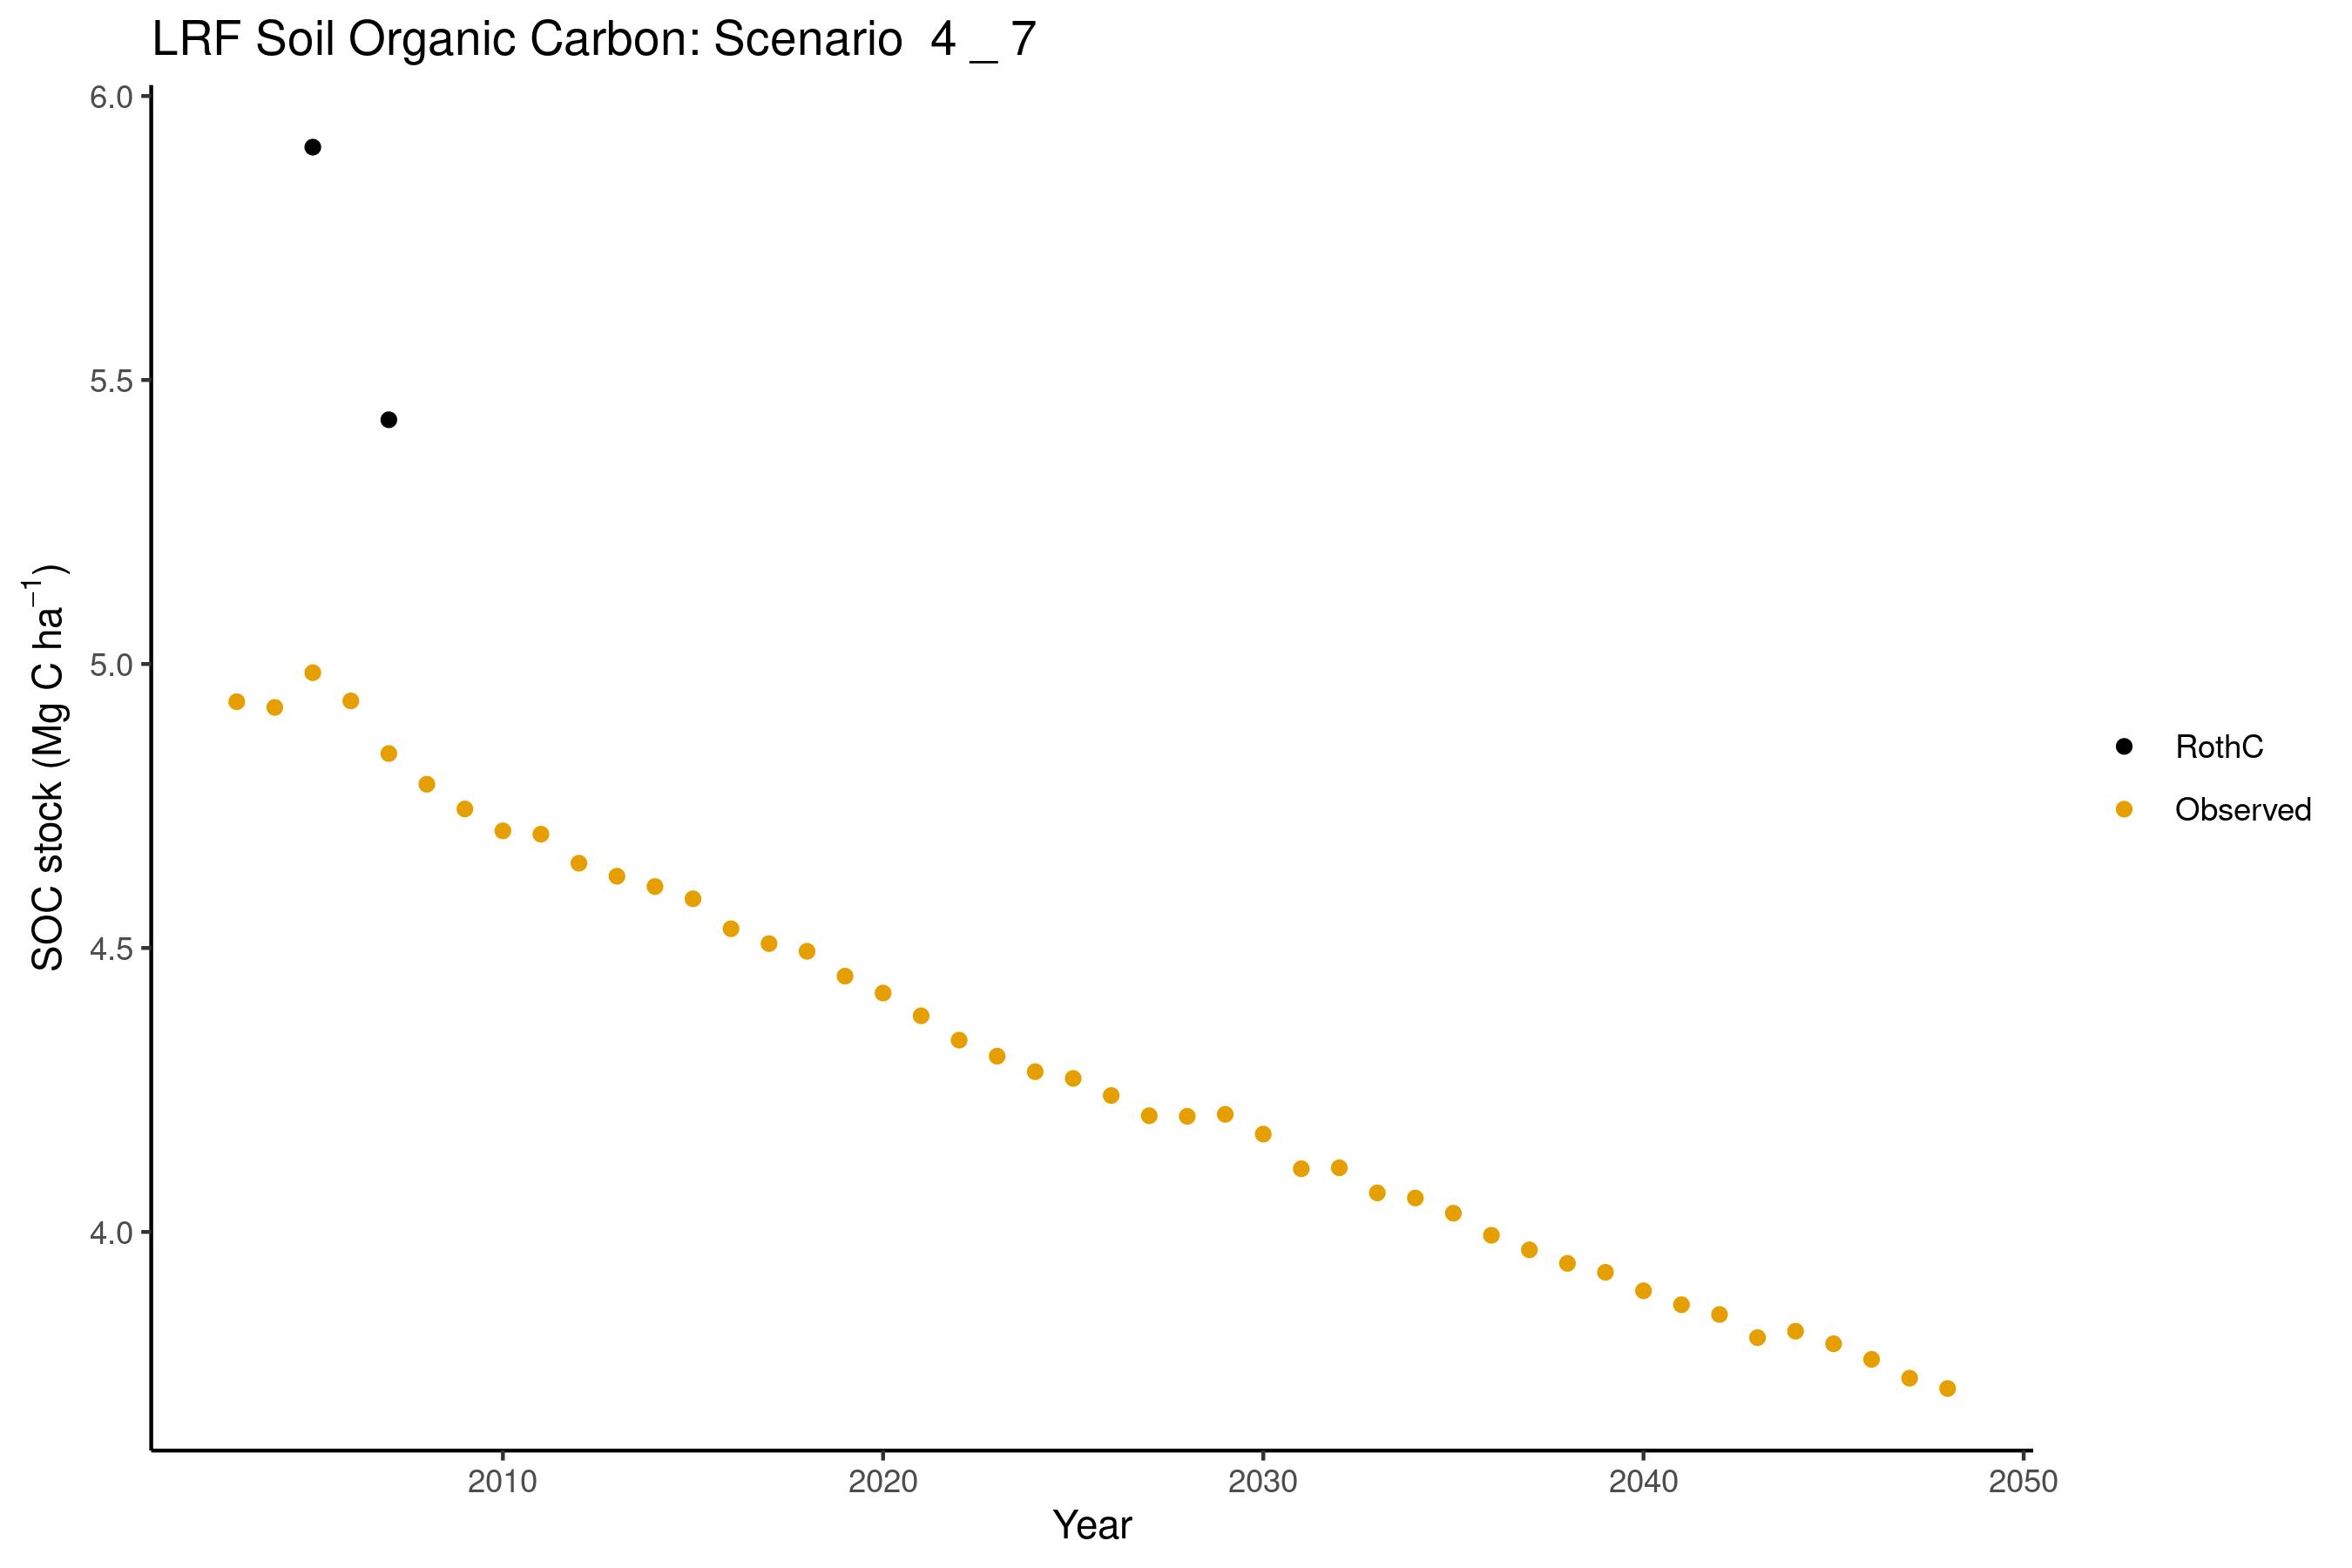 LRF Soil Organic Carbon: Scenario  4 _ 7
6.0
5.5
5.0
4.5
4.0
SOC stock (Mg C ha⁻¹)
2010 2020 2030 2040 2050
Year
RothC
Observed